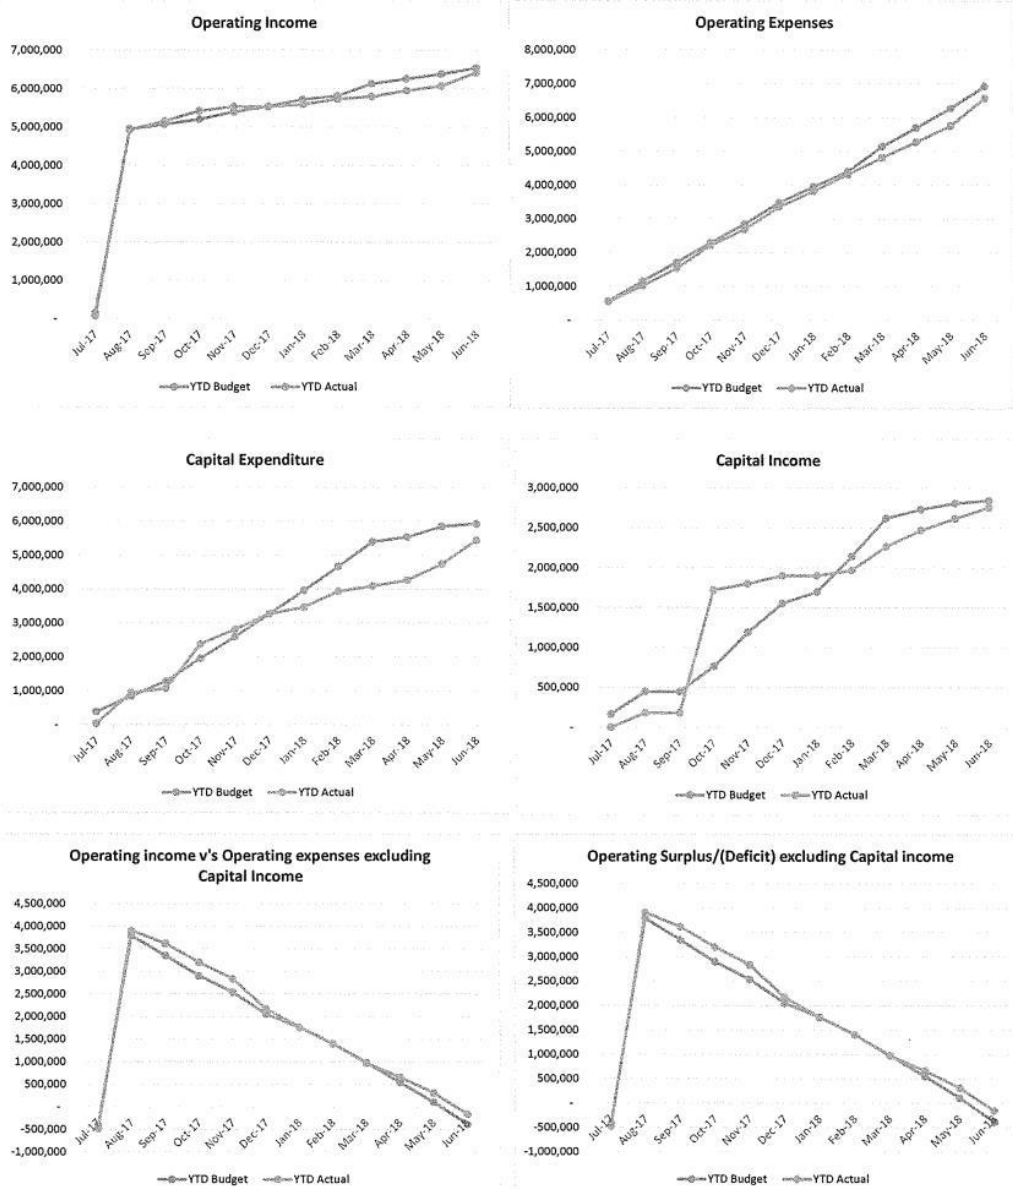 Operating Income
7,000,000
6,000,000
5,000,000
4,000,000
3,000,000
2,000,000
1,000,000
-
Jul-17 Aug-17 Sep-17 Oct-17 Nov-17 Dec-17 Jan-18 Feb-18 Mar-18 Apr-18 May-18 Jun-18
YTD Budget YTD Actual
Operating Expenses
8,000,000
7,000,000
6,000,000
5,000,000
4,000,000
3,000,000
2,000,000
1,000,000
-
Jul-17 Aug-17 Sep-17 Oct-17 Nov-17 Dec-17 Jan-18 Feb-18 Mar-18 Apr-18 May-18 Jun-18
YTD Budget YTD Actual
Capital Expenditure
7,000,000
6,000,000
5,000,000
4,000,000
3,000,000
2,000,000
1,000,000
-
Jul-17 Aug-17 Sep-17 Oct-17 Nov-17 Dec-17 Jan-18 Feb-18 Mar-18 Apr-18 May-18 Jun-18
YTD Budget YTD Actual
Capital Income
3,000,000
2,500,000
2,000,000
1,500,000
1,000,000
500,000
-
Jul-17 Aug-17 Sep-17 Oct-17 Nov-17 Dec-17 Jan-18 Feb-18 Mar-18 Apr-18 May-18 Jun-18
YTD Budget YTD Actual
Operating income v's Operating expenses excluding
Capital Income
4,500,000
4,000,000
3,500,000
3,000,000
2,500,000
2,000,000
1,500,000
1,000,000
500,000
-
-500,000
-1,000,000
Jul-17 Aug-17 Sep-17 Oct-17 Nov-17 Dec-17 Jan-18 Feb-18 Mar-18 Apr-18 May-18 Jun-18
YTD Budget YTD Actual
Operating Surplus/(Deficit) excluding Capital income
4,500,000
4,000,000
3,500,000
3,000,000
2,500,000
2,000,000
1,500,000
1,000,000
500,000
-
-500,000
-1,000,000
Jul-17 Aug-17 Sep-17 Oct-17 Nov-17 Dec-17 Jan-18 Feb-18 Mar-18 Apr-18 May-18 Jun-18
YTD Budget YTD Actual